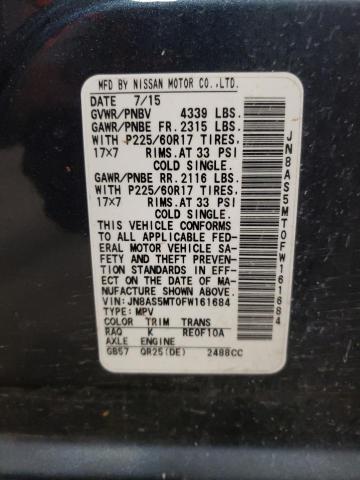 MFD BY NISSAN MOTOR CO., LTD.
DATE 7/15
GVWR/PNBV 4339 LBS.
GAWR/PNBE FR. 2315 LBS.
WITH P225/60R17 TIRES,
17x7 RIMS. AT 33 PSI
COLD SINGLE.
GAWR/PNBE RR. 2116 LBS.
WITH P225/60R17 TIRES,
17x7 RIMS. AT 33 PSI
COLD SINGLE.
THIS VEHICLE CONFORMS
TO ALL APPLICABLE FED-
ERAL MOTOR VEHICLE SA-
FETY AND THEFT PREVEN-
TION STANDARDS IN EFF-
ECT ON THE DATE OF MA-
NUFACTURE SHOWN ABOVE.
VIN: JN8AS5MT0FW161684
TYPE: MPV
COLOR TRIM TRANS
RAQ K RE0F10A
AXLE ENGINE
GB57 QR25(DE) 2488CC
JN8AS5MT0FW161684